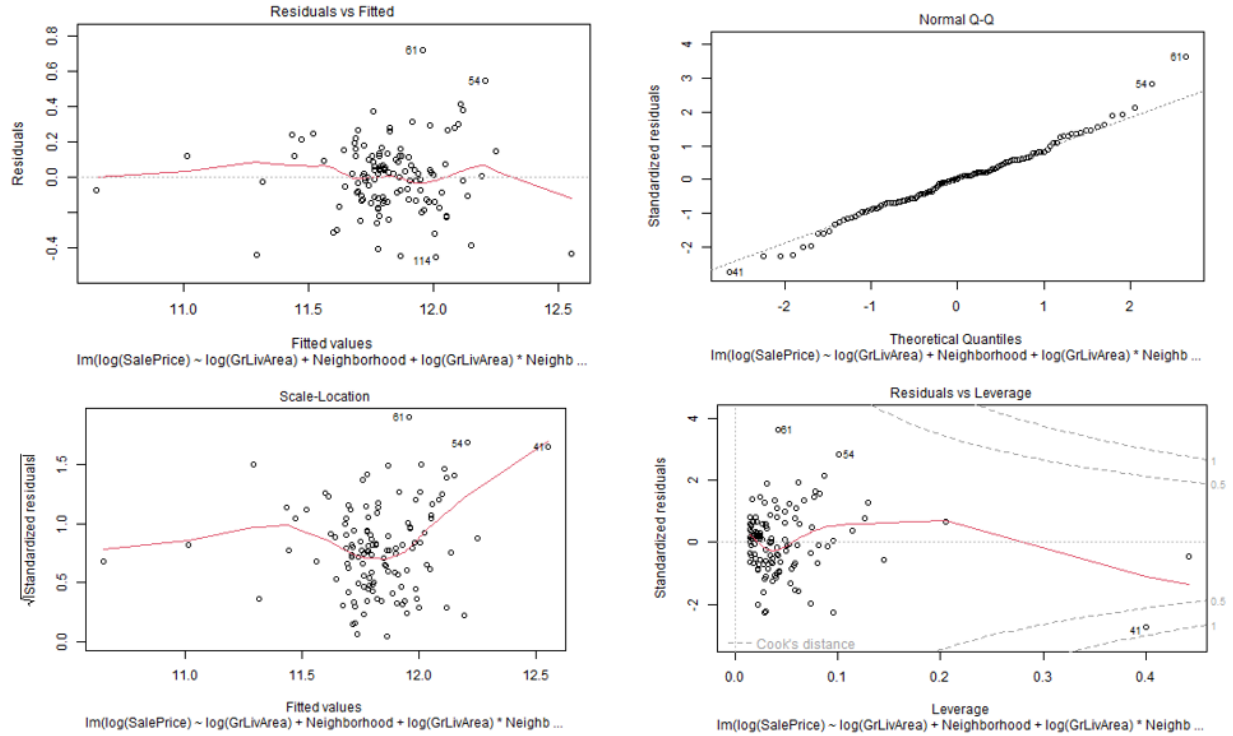 Residuals vs Fitted
Residuals
0.8
0.4
0.0
-0.4
61
54
114
11.0 11.5 12.0 12.5
Fitted values
lm(log(SalePrice) ~ log(GrLivArea) + Neighborhood + log(GrLivArea) * Neighb ...
Normal Q-Q
Standardized residuals
4
3
2
1
0
-1
-2
61
54
41
-2 -1 0 1 2
Theoretical Quantiles
lm(log(SalePrice) ~ log(GrLivArea) + Neighborhood + log(GrLivArea) * Neighb ...
Scale-Location
√|Standardized residuals|
1.5
1.0
0.5
0.0
61
54
41
11.0 11.5 12.0 12.5
Fitted values
lm(log(SalePrice) ~ log(GrLivArea) + Neighborhood + log(GrLivArea) * Neighb ...
Residuals vs Leverage
Standardized residuals
4
2
0
-2
61
54
41
1
0.5
0.5
1
Cook's distance
0.0 0.1 0.2 0.3 0.4
Leverage
lm(log(SalePrice) ~ log(GrLivArea) + Neighborhood + log(GrLivArea) * Neighb ...